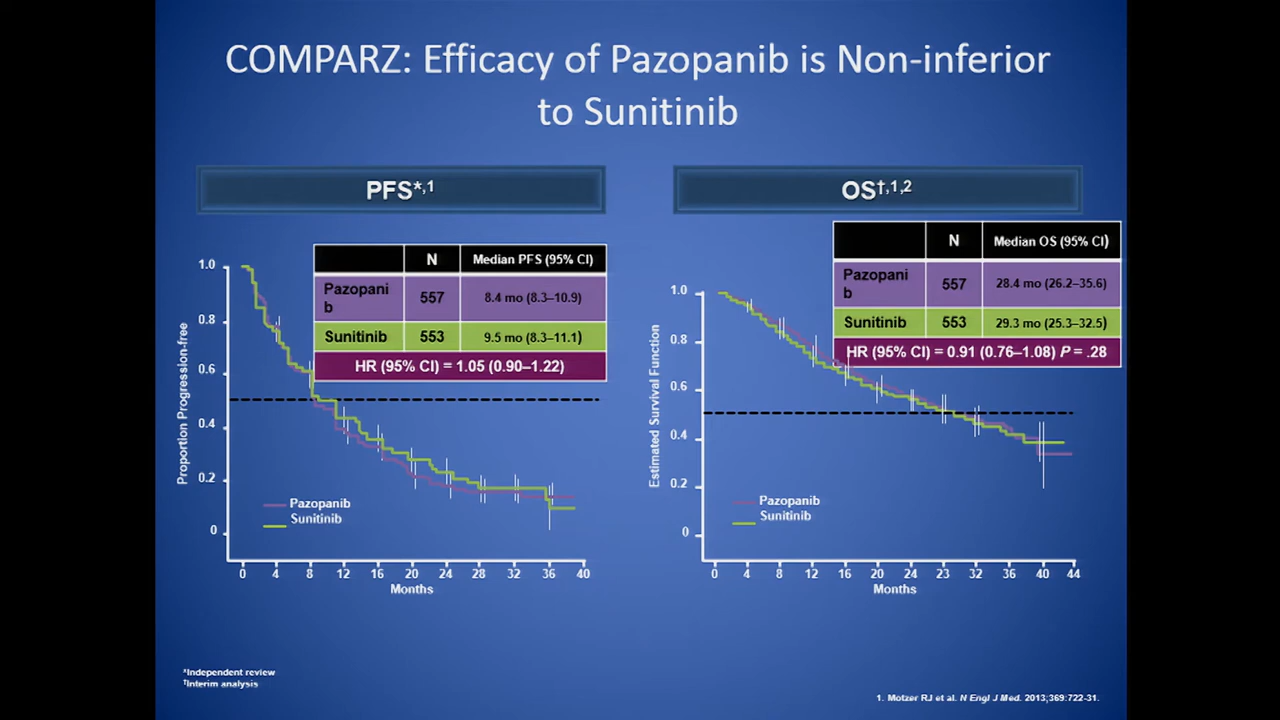 COMPARZ: Efficacy of Pazopanib is Non-inferior
to Sunitinib
PFS*,1
N Median PFS (95% CI)
Pazopani
b 557 8.4 mo (8.3–10.9)
Sunitinib 553 9.5 mo (8.3–11.1)
HR (95% CI) = 1.05 (0.90–1.22)
Proportion Progression-free
1.0
0.8
0.6
0.4
0.2
0
Pazopanib
Sunitinib
0 4 8 12 16 20 24 28 32 36 40
Months
OS†,1,2
N Median OS (95% CI)
Pazopani
b 557 28.4 mo (26.2–35.6)
Sunitinib 553 29.3 mo (25.3–32.5)
HR (95% CI) = 0.91 (0.76–1.08) P = .28
Estimated Survival Function
1.0
0.8
0.6
0.4
0.2
0
Pazopanib
Sunitinib
0 4 8 12 16 20 24 23 32 36 40 44
Months
*Independent review
†Interim analysis
1. Motzer RJ et al. N Engl J Med. 2013;369:722-31.